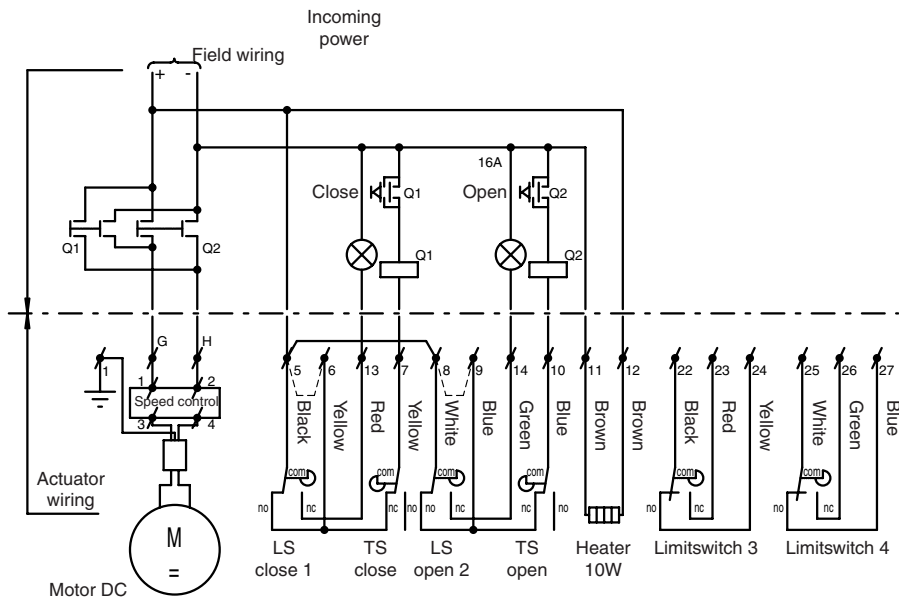 Incoming
power
Field wiring
+ -
16A
Close Q1 Open Q2
Q1 Q2
Q1 Q2
G H
1 5 6 13 7 8 9 14 10 11 12 22 23 24 25 26 27
1 2
Speed control
3 4
Black Yellow Red Yellow White Blue Green Blue Brown Brown Black Red Yellow White Green Blue
com com com com com com
Actuator
wiring
no nc no no nc no no nc no nc
M
=
Motor DC
LS
close 1
TS
close
LS
open 2
TS
open
Heater
10W
Limitswitch 3
Limitswitch 4